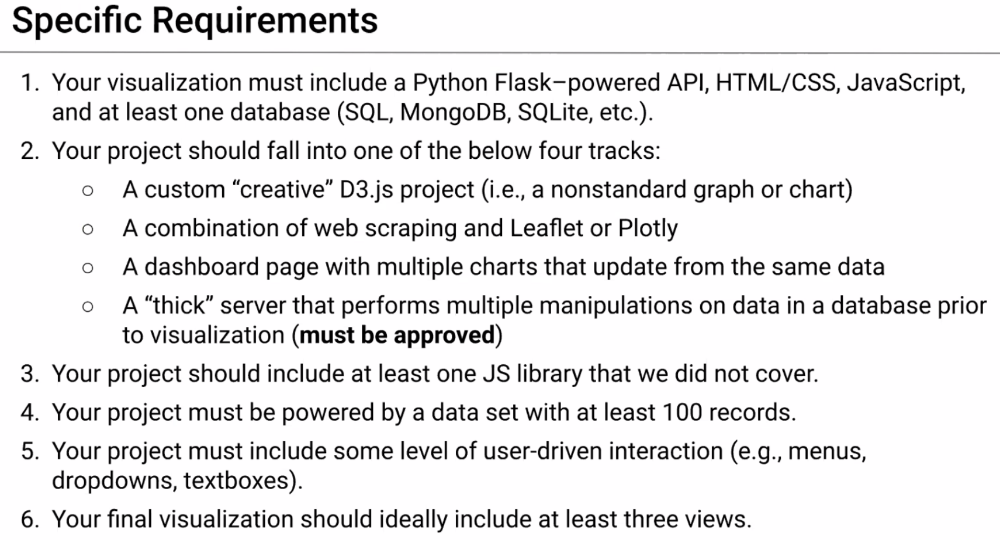 Specific Requirements
1. Your visualization must include a Python Flask–powered API, HTML/CSS, JavaScript,
and at least one database (SQL, MongoDB, SQLite, etc.).
2. Your project should fall into one of the below four tracks:
○ A custom “creative” D3.js project (i.e., a nonstandard graph or chart)
○ A combination of web scraping and Leaflet or Plotly
○ A dashboard page with multiple charts that update from the same data
○ A “thick” server that performs multiple manipulations on data in a database prior
to visualization (must be approved)
3. Your project should include at least one JS library that we did not cover.
4. Your project must be powered by a data set with at least 100 records.
5. Your project must include some level of user-driven interaction (e.g., menus,
dropdowns, textboxes).
6. Your final visualization should ideally include at least three views.